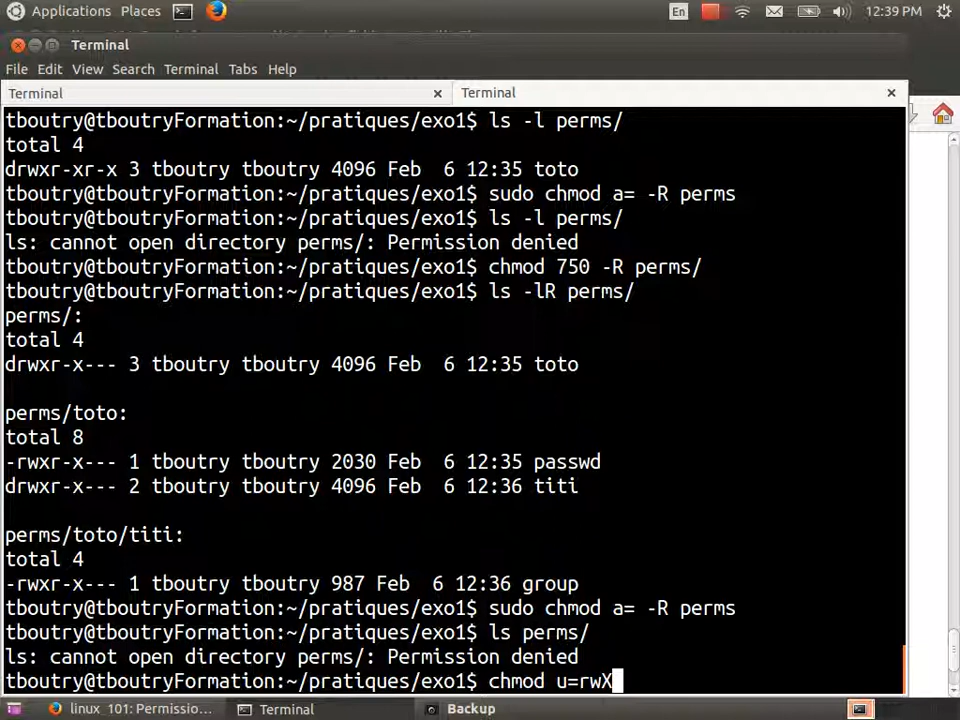 Applications Places En 12:39 PM
Terminal
File Edit View Search Terminal Tabs Help
Terminal Terminal
tboutry@tboutryFormation:~/pratiques/exo1$ ls -l perms/
total 4
drwxr-xr-x 3 tboutry tboutry 4096 Feb  6 12:35 toto
tboutry@tboutryFormation:~/pratiques/exo1$ sudo chmod a= -R perms
tboutry@tboutryFormation:~/pratiques/exo1$ ls -l perms/
ls: cannot open directory perms/: Permission denied
tboutry@tboutryFormation:~/pratiques/exo1$ chmod 750 -R perms/
tboutry@tboutryFormation:~/pratiques/exo1$ ls -lR perms/
perms/:
total 4
drwxr-x--- 3 tboutry tboutry 4096 Feb  6 12:35 toto
perms/toto:
total 8
-rwxr-x--- 1 tboutry tboutry 2030 Feb  6 12:35 passwd
drwxr-x--- 2 tboutry tboutry 4096 Feb  6 12:36 titi
perms/toto/titi:
total 4
-rwxr-x--- 1 tboutry tboutry 987 Feb  6 12:36 group
tboutry@tboutryFormation:~/pratiques/exo1$ sudo chmod a= -R perms
tboutry@tboutryFormation:~/pratiques/exo1$ ls perms/
ls: cannot open directory perms/: Permission denied
tboutry@tboutryFormation:~/pratiques/exo1$ chmod u=rwX
linux_101: Permissio... Terminal Backup